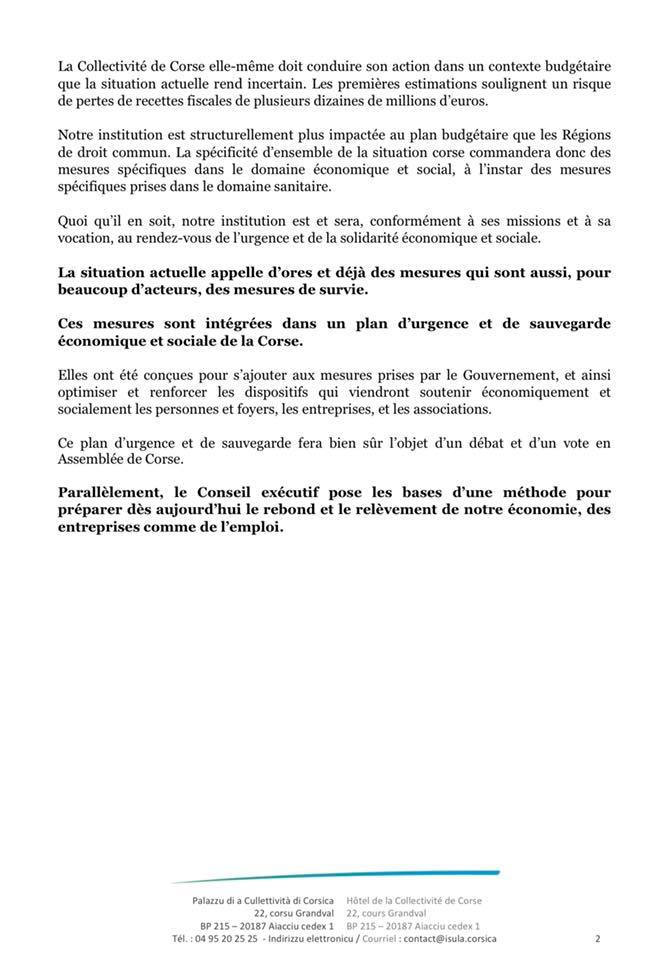 La Collectivité de Corse elle-même doit conduire son action dans un contexte budgétaire
que la situation actuelle rend incertain. Les premières estimations soulignent un risque
de pertes de recettes fiscales de plusieurs dizaines de millions d’euros.
Notre institution est structurellement plus impactée au plan budgétaire que les Régions
de droit commun. La spécificité d’ensemble de la situation corse commandera donc des
mesures spécifiques dans le domaine économique et social, à l’instar des mesures
spécifiques prises dans le domaine sanitaire.
Quoi qu’il en soit, notre institution est et sera, conformément à ses missions et à sa
vocation, au rendez-vous de l’urgence et de la solidarité économique et sociale.
La situation actuelle appelle d’ores et déjà des mesures qui sont aussi, pour
beaucoup d’acteurs, des mesures de survie.
Ces mesures sont intégrées dans un plan d’urgence et de sauvegarde
économique et sociale de la Corse.
Elles ont été conçues pour s’ajouter aux mesures prises par le Gouvernement, et ainsi
optimiser et renforcer les dispositifs qui viendront soutenir économiquement et
socialement les personnes et foyers, les entreprises, et les associations.
Ce plan d’urgence et de sauvegarde fera bien sûr l’objet d’un débat et d’un vote en
Assemblée de Corse.
Parallèlement, le Conseil exécutif pose les bases d’une méthode pour
préparer dès aujourd’hui le rebond et le relèvement de notre économie, des
entreprises comme de l’emploi.
Palazzu di a Cullettività di Corsica Hôtel de la Collectivité de Corse
22, corsu Grandval 22, cours Grandval
BP 215 – 20187 Aiacciu cedex 1 BP 215 – 20187 Aiacciu cedex 1
Tél. : 04 95 20 25 25 - Indirizzu elettronicu / Courriel : contact@isula.corsica 2